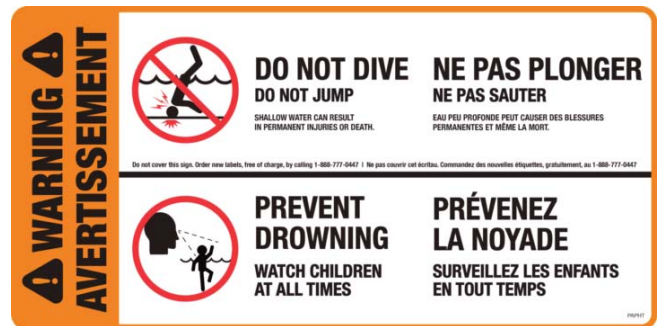 WARNING
AVERTISSEMENT
DO NOT DIVE
DO NOT JUMP
SHALLOW WATER CAN RESULT
IN PERMANENT INJURIES OR DEATH.
NE PAS PLONGER
NE PAS SAUTER
EAU PEU PROFONDE PEUT CAUSER DES BLESSURES
PERMANENTES ET MÊME LA MORT.
Do not cover this sign. Order new labels, free of charge, by calling 1-888-777-0447 | Ne pas couvrir cet écritau. Commandez des nouvelles étiquettes, gratuitement, au 1-888-777-0447
PREVENT
DROWNING
WATCH CHILDREN
AT ALL TIMES
PRÉVENEZ
LA NOYADE
SURVEILLEZ LES ENFANTS
EN TOUT TEMPS